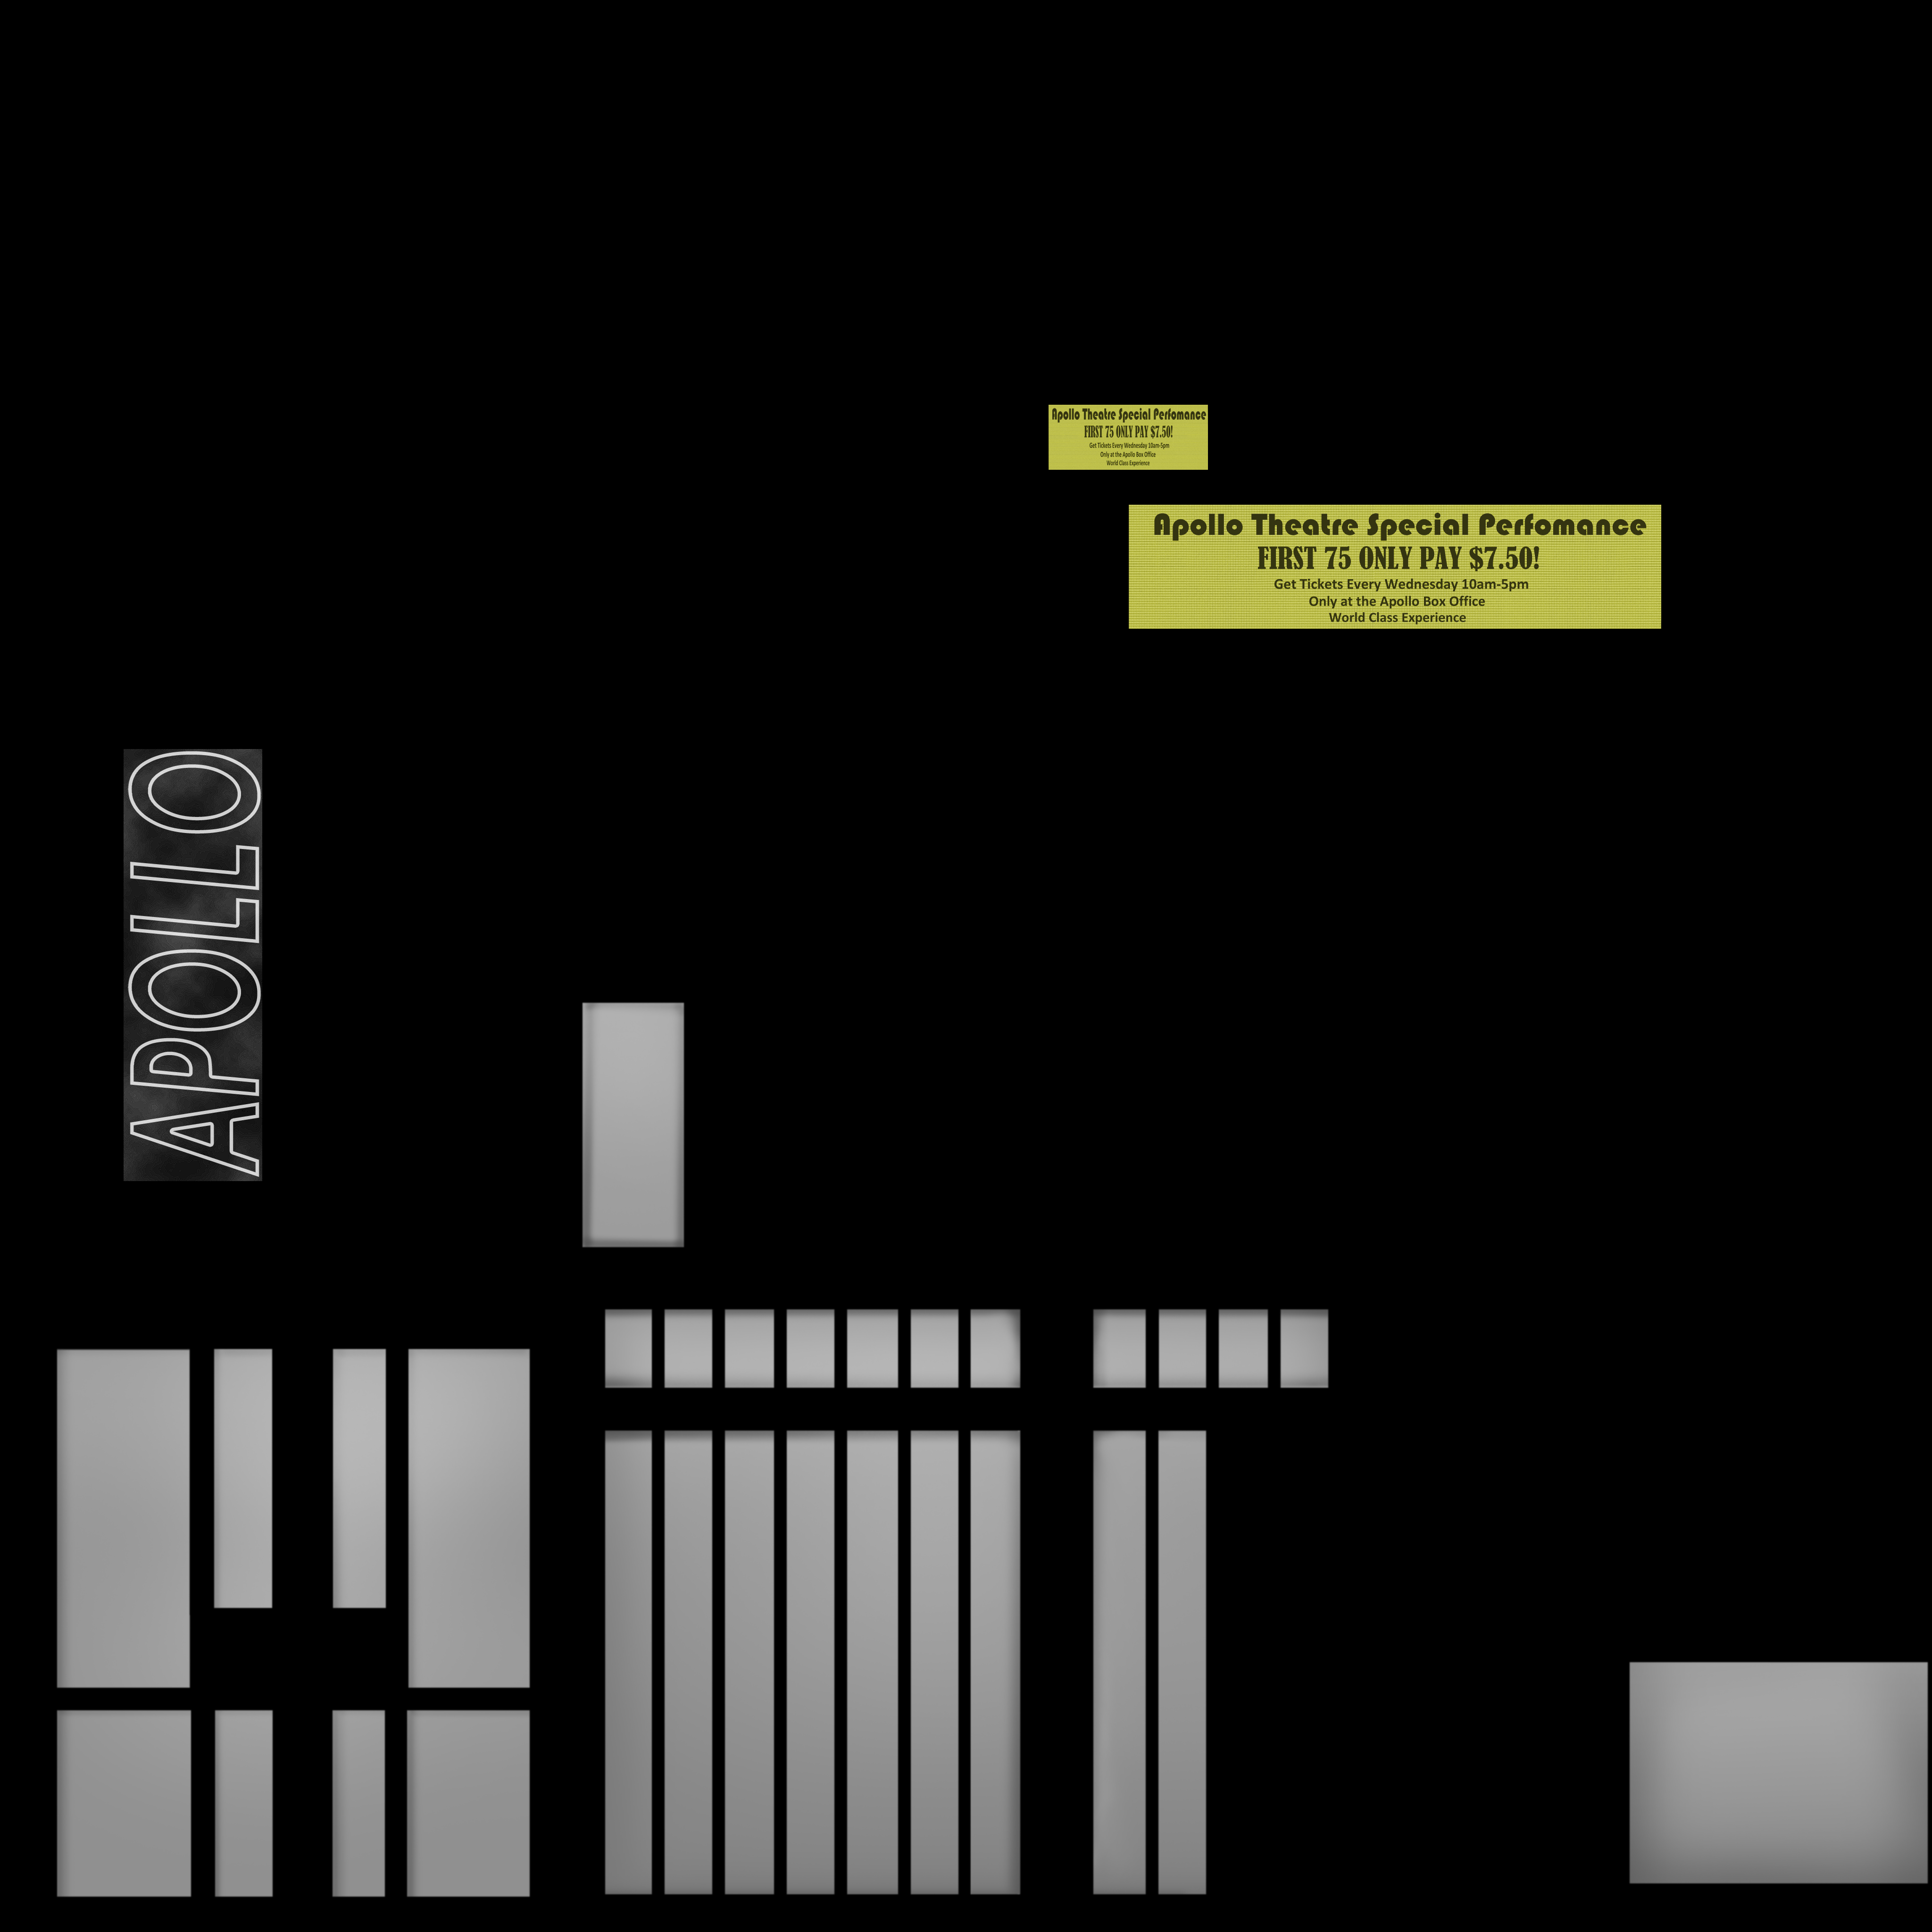 Apollo Theatre Special Perfomance
FIRST 75 ONLY PAY $7.50!
Get Tickets Every Wednesday 10am-5pm
Only at the Apollo Box Office
World Class Experience
Apollo Theatre Special Perfomance
FIRST 75 ONLY PAY $7.50!
Get Tickets Every Wednesday 10am-5pm
Only at the Apollo Box Office
World Class Experience
APOLLO